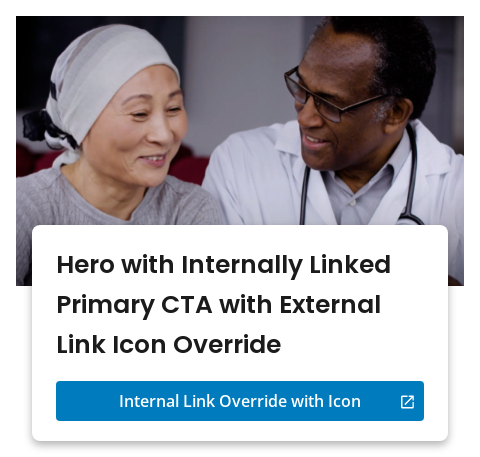 Hero with Internally Linked
Primary CTA with External
Link Icon Override
Internal Link Override with Icon